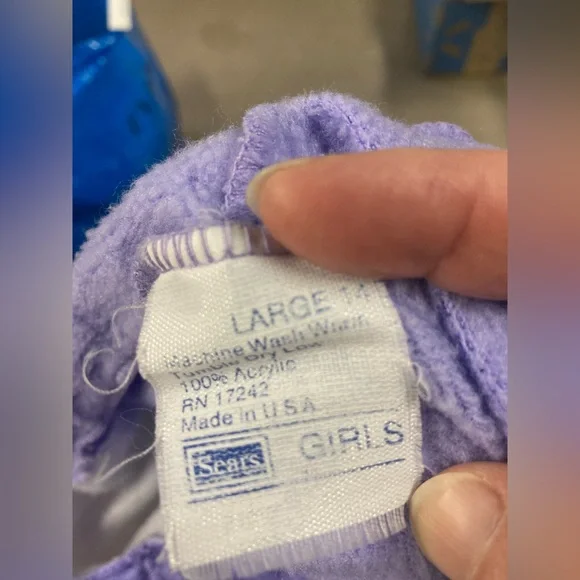 LARGE 14
Machine Wash Warm
Tumble Dry Low
100% Acrylic
RN 17242
Made in U.S.A.
Sears GIRLS